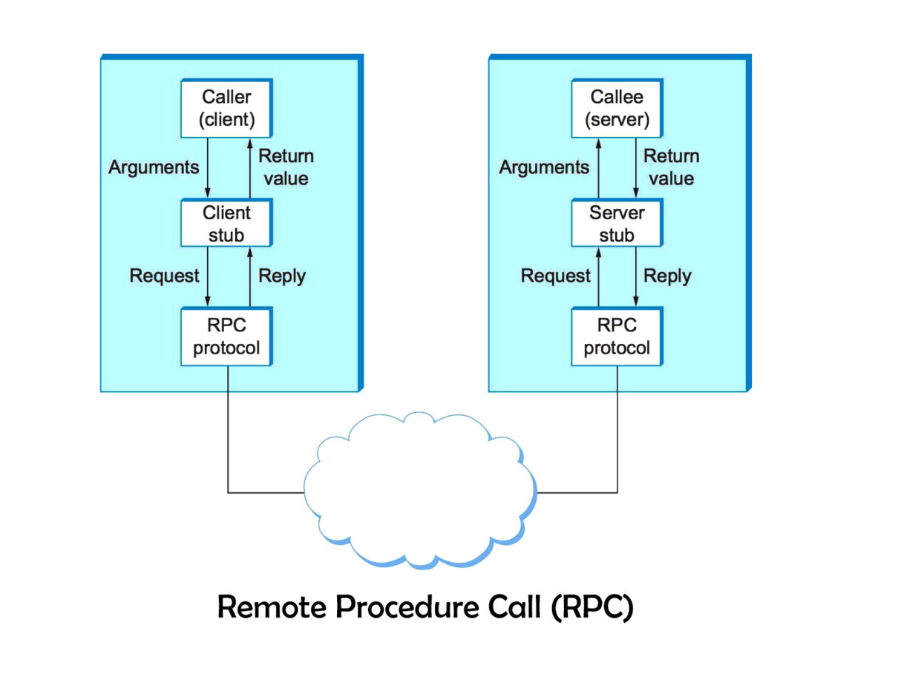 Caller
(client)
Arguments
Return
value
Client
stub
Request
Reply
RPC
protocol
Callee
(server)
Arguments
Return
value
Server
stub
Request
Reply
RPC
protocol
Remote Procedure Call (RPC)